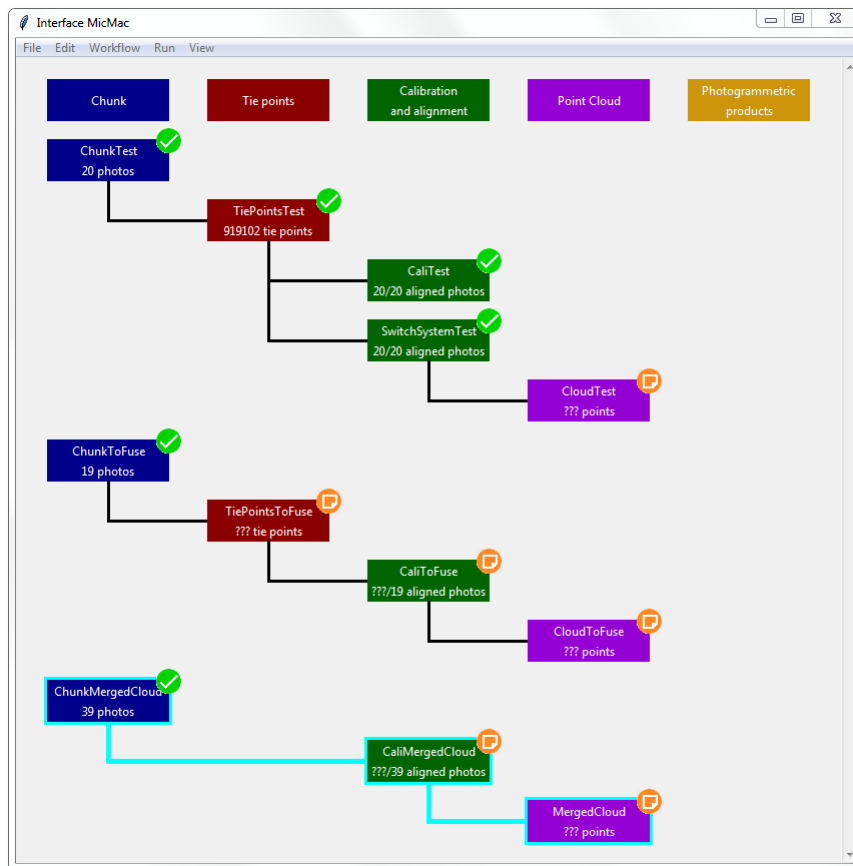 Interface MicMac
File Edit Workflow Run View
Chunk
Tie points
Calibration
and alignment
Point Cloud
Photogrammetric
products
ChunkTest
20 photos
TiePointsTest
919102 tie points
CaliTest
20/20 aligned photos
SwitchSystemTest
20/20 aligned photos
CloudTest
??? points
ChunkToFuse
19 photos
TiePointsToFuse
??? tie points
CaliToFuse
???/19 aligned photos
CloudToFuse
??? points
ChunkMergedCloud
39 photos
CaliMergedCloud
???/39 aligned photos
MergedCloud
??? points